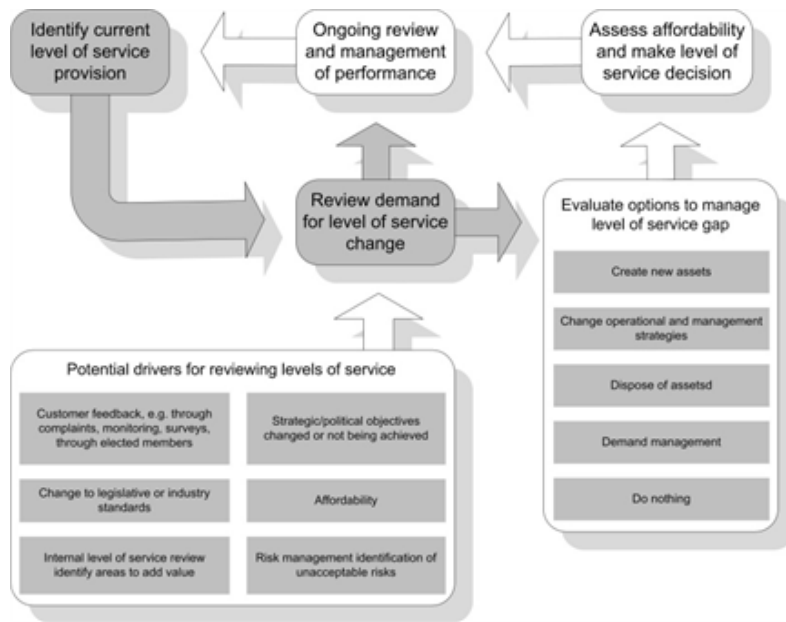 Identify current
level of service
provision
Ongoing review
and management
of performance
Assess affordability
and make level of
service decision
Review demand
for level of service
change
Evaluate options to manage
level of service gap
Create new assets
Change operational and management
strategies
Dispose of assetsd
Demand management
Do nothing
Potential drivers for reviewing levels of service
Customer feedback, e.g. through
complaints, monitoring, surveys,
through elected members
Strategic/political objectives
changed or not being achieved
Change to legislative or industry
standards
Affordability
Internal level of service review
identify areas to add value
Risk management identification of
unacceptable risks